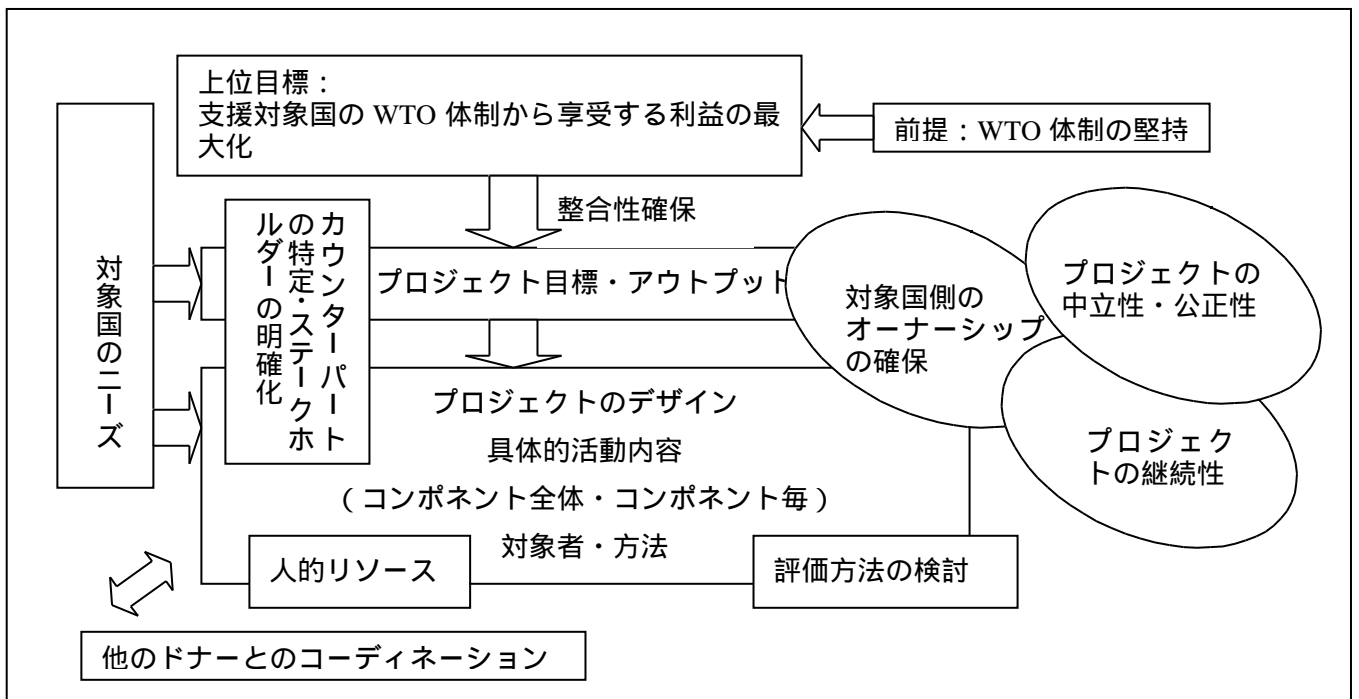 上位目標：
支援対象国の WTO 体制から享受する利益の最
大化
前提：WTO 体制の堅持
整合性確保
対象国のニーズ
カウンターパート
の特定・ステークホ
ルダーの明確化
プロジェクト目標・アウトプット
対象国側の
オーナーシップ
の確保
プロジェクトの
中立性・公正性
プロジェク
トの継続性
プロジェクトのデザイン
具体的活動内容
（コンポネント全体・コンポネント毎）
対象者・方法
人的リソース
評価方法の検討
他のドナーとのコーディネーション